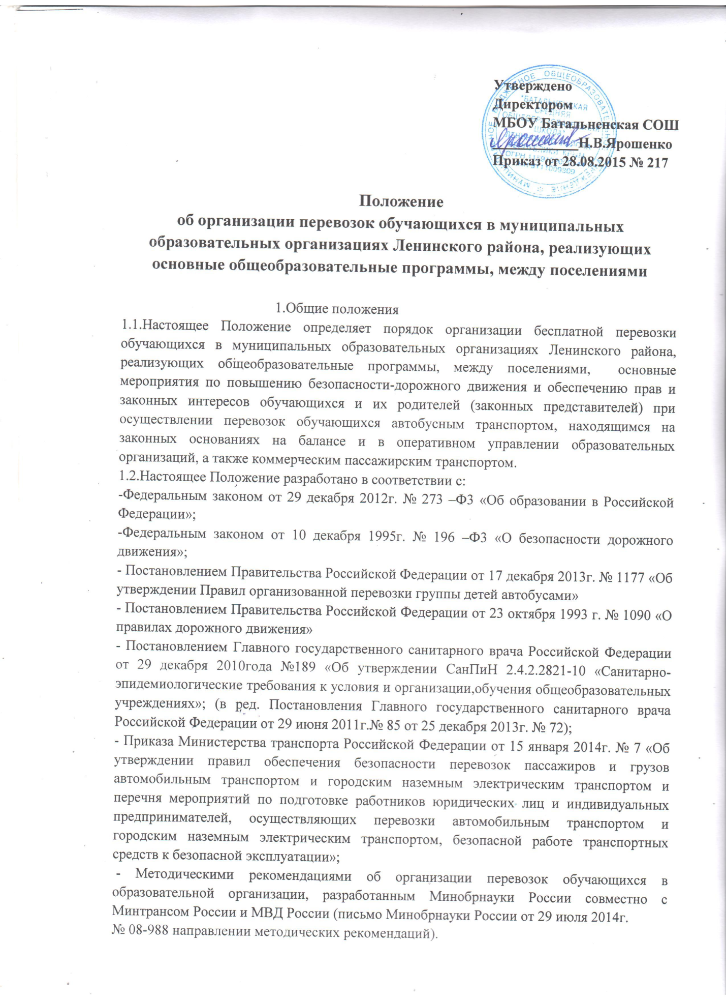 Утверждено
Директором
МБОУ Батальненская СОШ
Н.В.Ярошенко
Приказ от 28.08.2015 № 217
Положение
об организации перевозок обучающихся в муниципальных
образовательных организациях Ленинского района, реализующих
основные общеобразовательные программы, между поселениями
1.Общие положения
1.1.Настоящее Положение определяет порядок организации бесплатной перевозки
обучающихся в муниципальных образовательных организациях Ленинского района,
реализующих общеобразовательные программы, между поселениями, основные
мероприятия по повышению безопасности-дорожного движения и обеспечению прав и
законных интересов обучающихся и их родителей (законных представителей) при
осуществлении перевозок обучающихся автобусным транспортом, находящимся на
законных основаниях на балансе и в оперативном управлении образовательных
организаций, а также коммерческим пассажирским транспортом.
1.2.Настоящее Положение разработано в соответствии с:
-Федеральным законом от 29 декабря 2012г. № 273 –ФЗ «Об образовании в Российской
Федерации»;
-Федеральным законом от 10 декабря 1995г. № 196 –ФЗ «О безопасности дорожного
движения»;
- Постановлением Правительства Российской Федерации от 17 декабря 2013г. № 1177 «Об
утверждении Правил организованной перевозки группы детей автобусами»
- Постановлением Правительства Российской Федерации от 23 октября 1993 г. № 1090 «О
правилах дорожного движения»
- Постановлением Главного государственного санитарного врача Российской Федерации
от 29 декабря 2010года №189 «Об утверждении СанПиН 2.4.2.2821-10 «Санитарно-
эпидемиологические требования к условия и организации,обучения общеобразовательных
учреждениях»; (в ред. Постановления Главного государственного санитарного врача
Российской Федерации от 29 июня 2011г.№ 85 от 25 декабря 2013г. № 72);
- Приказа Министерства транспорта Российской Федерации от 15 января 2014г. № 7 «Об
утверждении правил обеспечения безопасности перевозок пассажиров и грузов
автомобильным транспортом и городским наземным электрическим транспортом и
перечня мероприятий по подготовке работников юридических лиц и индивидуальных
предпринимателей, осуществляющих перевозки автомобильным транспортом и
городским наземным электрическим транспортом, безопасной работе транспортных
средств к безопасной эксплуатации»;
- Методическими рекомендациями об организации перевозок обучающихся в
образовательной организации, разработанным Минобрнауки России совместно с
Минтрансом России и МВД России (письмо Минобрнауки России от 29 июля 2014г.
№ 08-988 направлении методических рекомендаций).